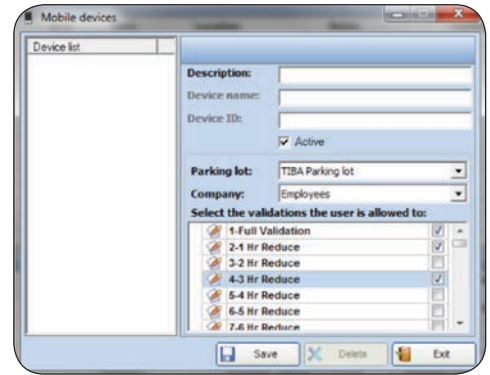 Mobile devices
Device list
Description:
Device name:
Device ID:
Active
Parking lot: TIBA Parking lot
Company: Employees
Select the validations the user is allowed to:
1-Full Validation
2-1 Hr Reduce
3-2 Hr Reduce
4-3 Hr Reduce
5-4 Hr Reduce
6-5 Hr Reduce
7-6 Hr Reduce
Save Delete Exit